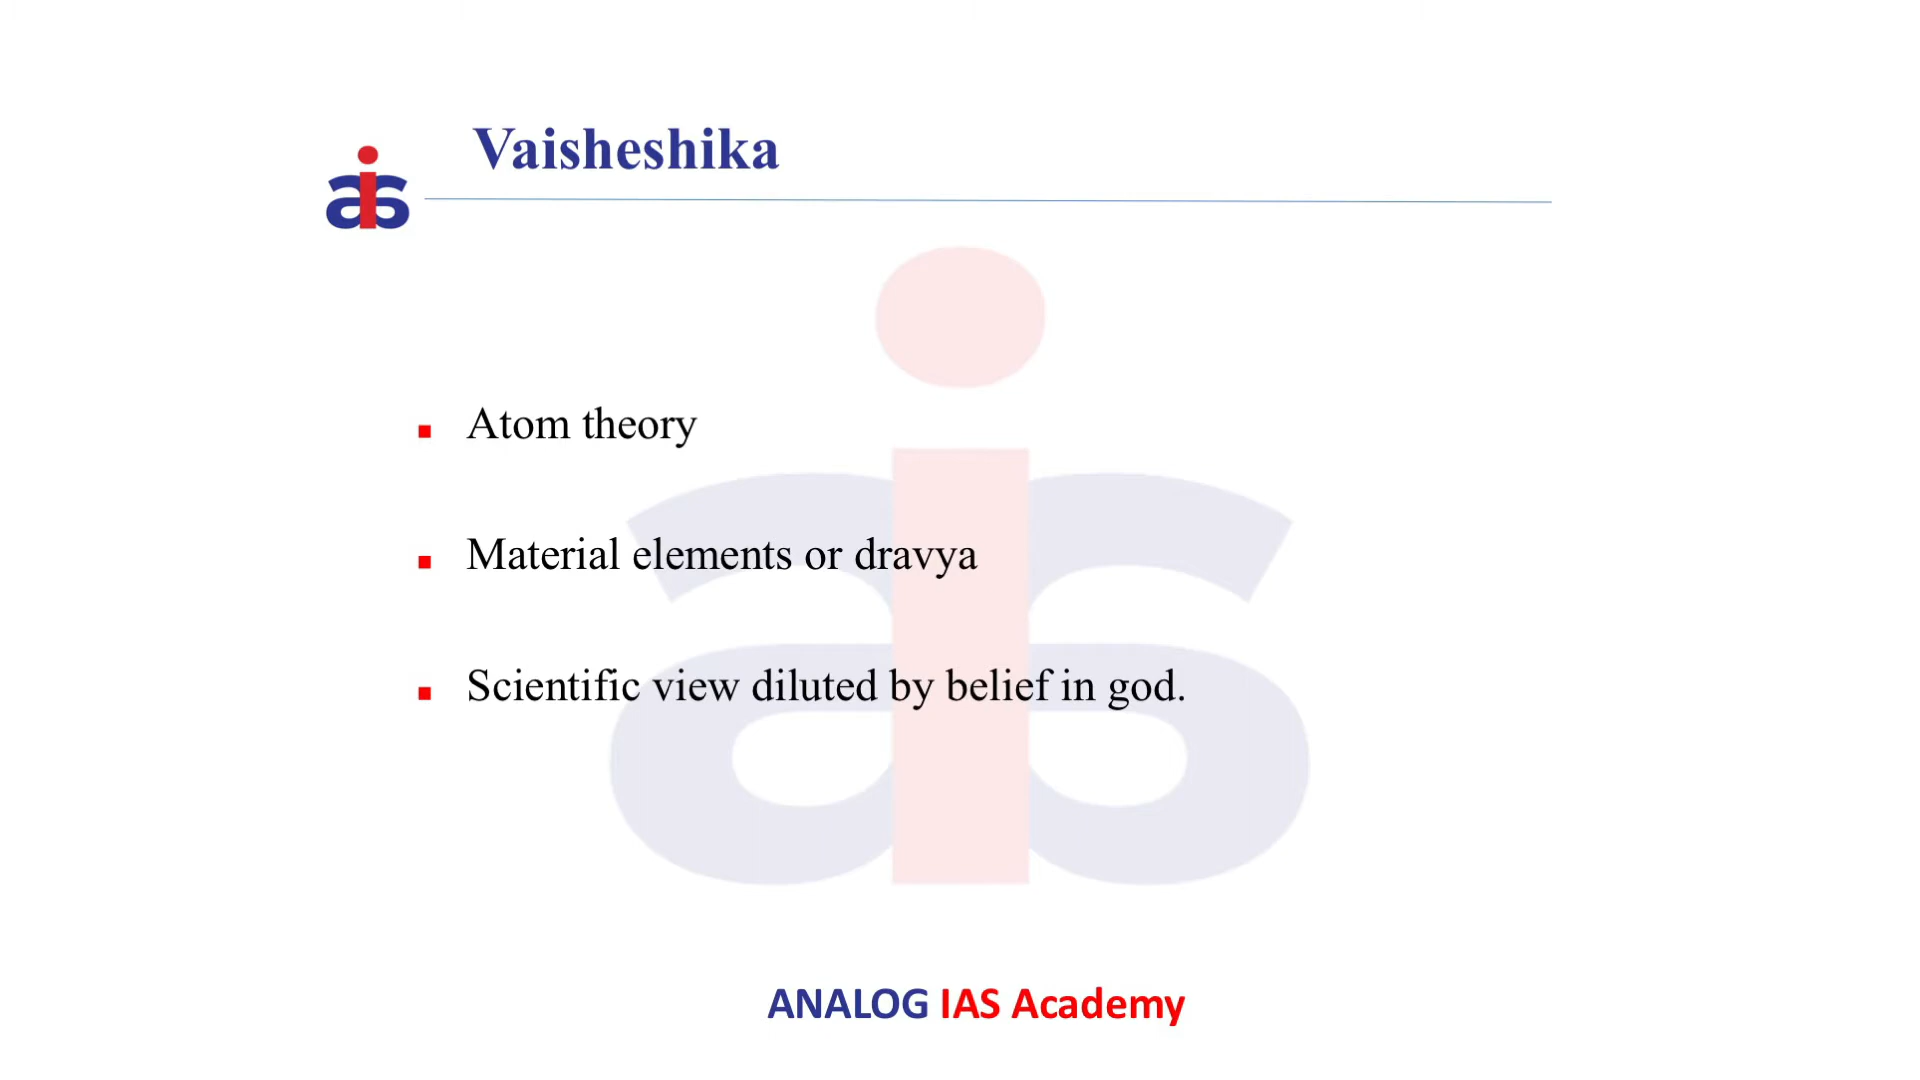 Vaisheshika
Atom theory
Material elements or dravya
Scientific view diluted by belief in god.
ANALOG IAS Academy